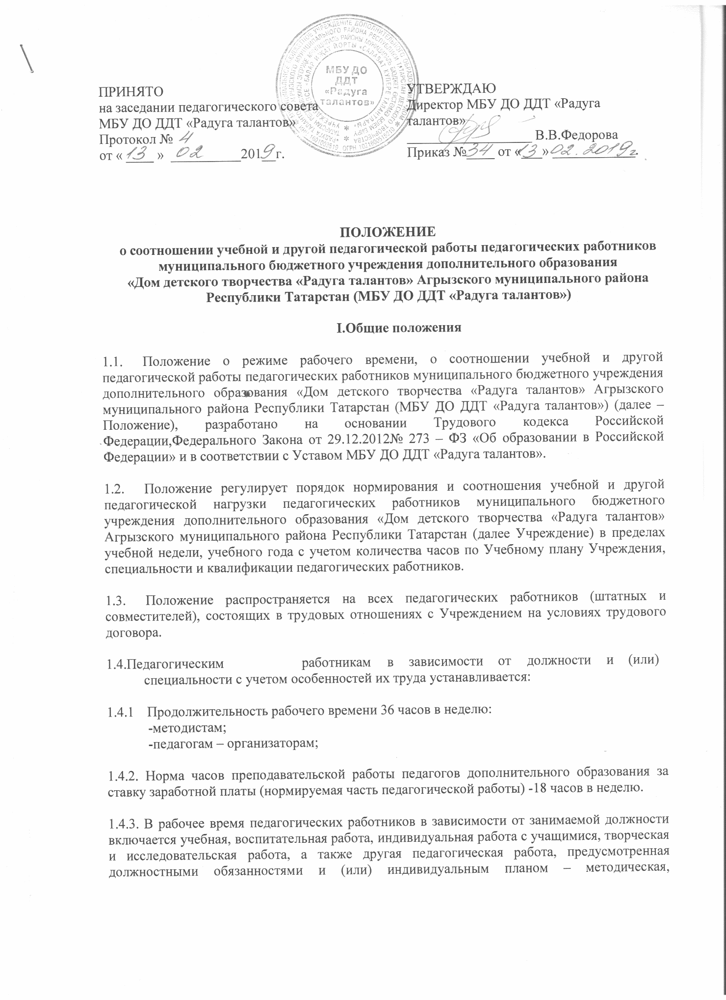 МБУ ДО
ДДТ
«Радуга
талантов»
ПРИНЯТО
на заседании педагогического совета
МБУ ДО ДДТ «Радуга талантов»
Протокол № 4
от « 13 » 02 2019г.
УТВЕРЖДАЮ
Директор МБУ ДО ДДТ «Радуга
талантов»
В.В.Федорова
Приказ № 34 от «13» 02.2019г.
ПОЛОЖЕНИЕ
о соотношении учебной и другой педагогической работы педагогических работников
муниципального бюджетного учреждения дополнительного образования
«Дом детского творчества «Радуга талантов» Агрызского муниципального района
Республики Татарстан (МБУ ДО ДДТ «Радуга талантов»)
I.Общие положения
1.1. Положение о режиме рабочего времени, о соотношении учебной и другой
педагогической работы педагогических работников муниципального бюджетного учреждения
дополнительного образования «Дом детского творчества «Радуга талантов» Агрызского
муниципального района Республики Татарстан (МБУ ДО ДДТ «Радуга талантов») (далее –
Положение), разработано на основании Трудового кодекса Российской
Федерации,Федерального Закона от 29.12.2012№ 273 – ФЗ «Об образовании в Российской
Федерации» и в соответствии с Уставом МБУ ДО ДДТ «Радуга талантов».
1.2. Положение регулирует порядок нормирования и соотношения учебной и другой
педагогической нагрузки педагогических работников муниципального бюджетного
учреждения дополнительного образования «Дом детского творчества «Радуга талантов»
Агрызского муниципального района Республики Татарстан (далее Учреждение) в пределах
учебной недели, учебного года с учетом количества часов по Учебному плану Учреждения,
специальности и квалификации педагогических работников.
1.3. Положение распространяется на всех педагогических работников (штатных и
совместителей), состоящих в трудовых отношениях с Учреждением на условиях трудового
договора.
1.4.Педагогическим работникам в зависимости от должности и (или)
специальности с учетом особенностей их труда устанавливается:
1.4.1 Продолжительность рабочего времени 36 часов в неделю:
-методистам;
-педагогам – организаторам;
1.4.2. Норма часов преподавательской работы педагогов дополнительного образования за
ставку заработной платы (нормируемая часть педагогической работы) -18 часов в неделю.
1.4.3. В рабочее время педагогических работников в зависимости от занимаемой должности
включается учебная, воспитательная работа, индивидуальная работа с учащимися, творческая
и исследовательская работа, а также другая педагогическая работа, предусмотренная
должностными обязанностями и (или) индивидуальным планом – методическая,